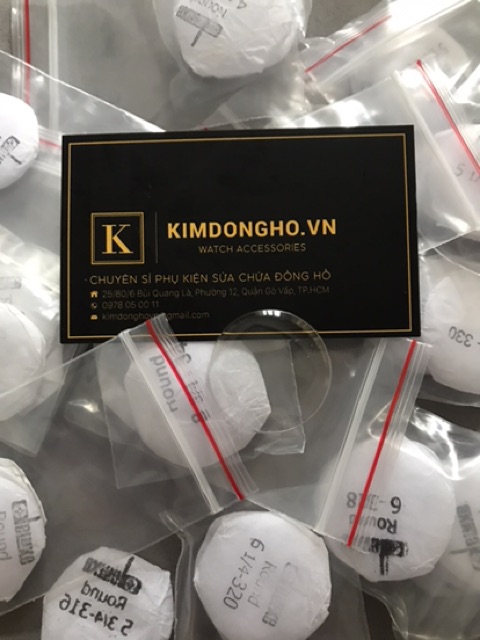 K
KIMDONGHO.VN
WATCH ACCESSORIES
CHUYÊN SỈ PHỤ KIỆN SỬA CHỮA ĐỒNG HỒ
25/80/6 Bùi Quang Là, Phường 12, Quận Gò Vấp, TP.HCM
0978 05 00 11
- 330
Round
Round
6 - 318
Round
6 1/4-320
Round
5 3/4-316
Round